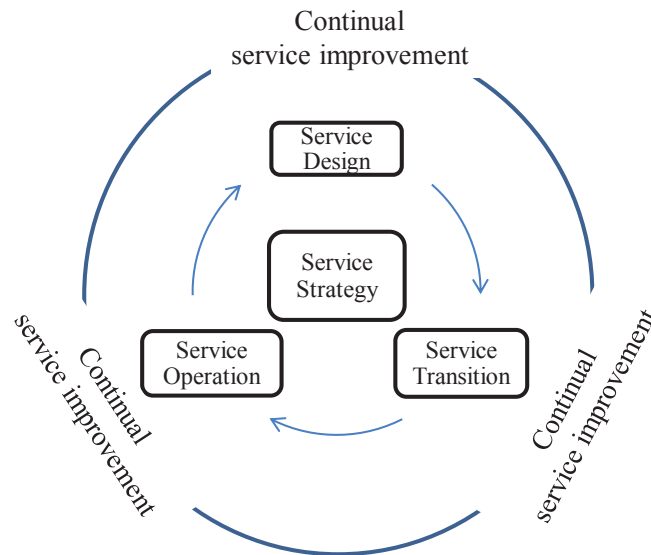 Continual
service improvement
Service
Design
Service
Strategy
Service
Operation
Service
Transition
Continual
service improvement
Continual
service improvement